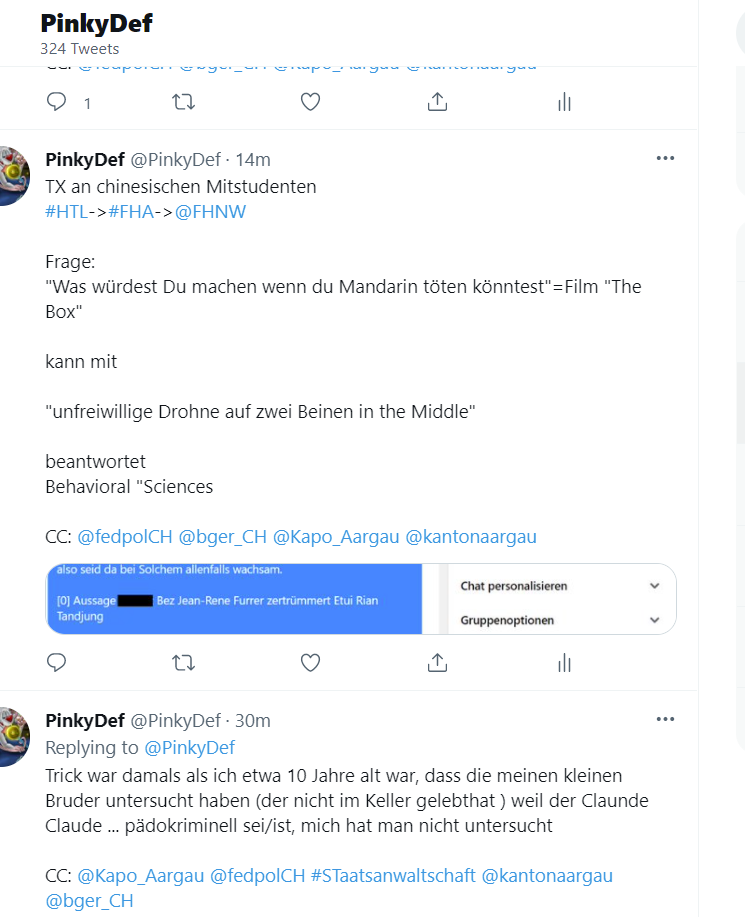 PinkyDef
324 Tweets
CC: @fedpolCH @bger_CH @Kapo_Aargau @kantonaargau
1
PinkyDef @PinkyDef · 14m
TX an chinesischen Mitstudenten
#HTL->#FHA->@FHNW
Frage:
"Was würdest Du machen wenn du Mandarin töten könntest"=Film "The
Box"
kann mit
"unfreiwillige Drohne auf zwei Beinen in the Middle"
beantwortet
Behavioral "Sciences
CC: @fedpolCH @bger_CH @Kapo_Aargau @kantonaargau
also seid da bei Solchem allenfalls wachsam.
[0] Aussage Bez Jean-Rene Furrer zertrümmert Etui Rian
Tandjung
Chat personalisieren
Gruppenoptionen
PinkyDef @PinkyDef · 30m
Replying to @PinkyDef
Trick war damals als ich etwa 10 Jahre alt war, dass die meinen kleinen
Bruder untersucht haben (der nicht im Keller gelebthat ) weil der Claunde
Claude ... pädokriminell sei/ist, mich hat man nicht untersucht
CC: @Kapo_Aargau @fedpolCH #STaatsanwaltschaft @kantonaargau
@bger_CH